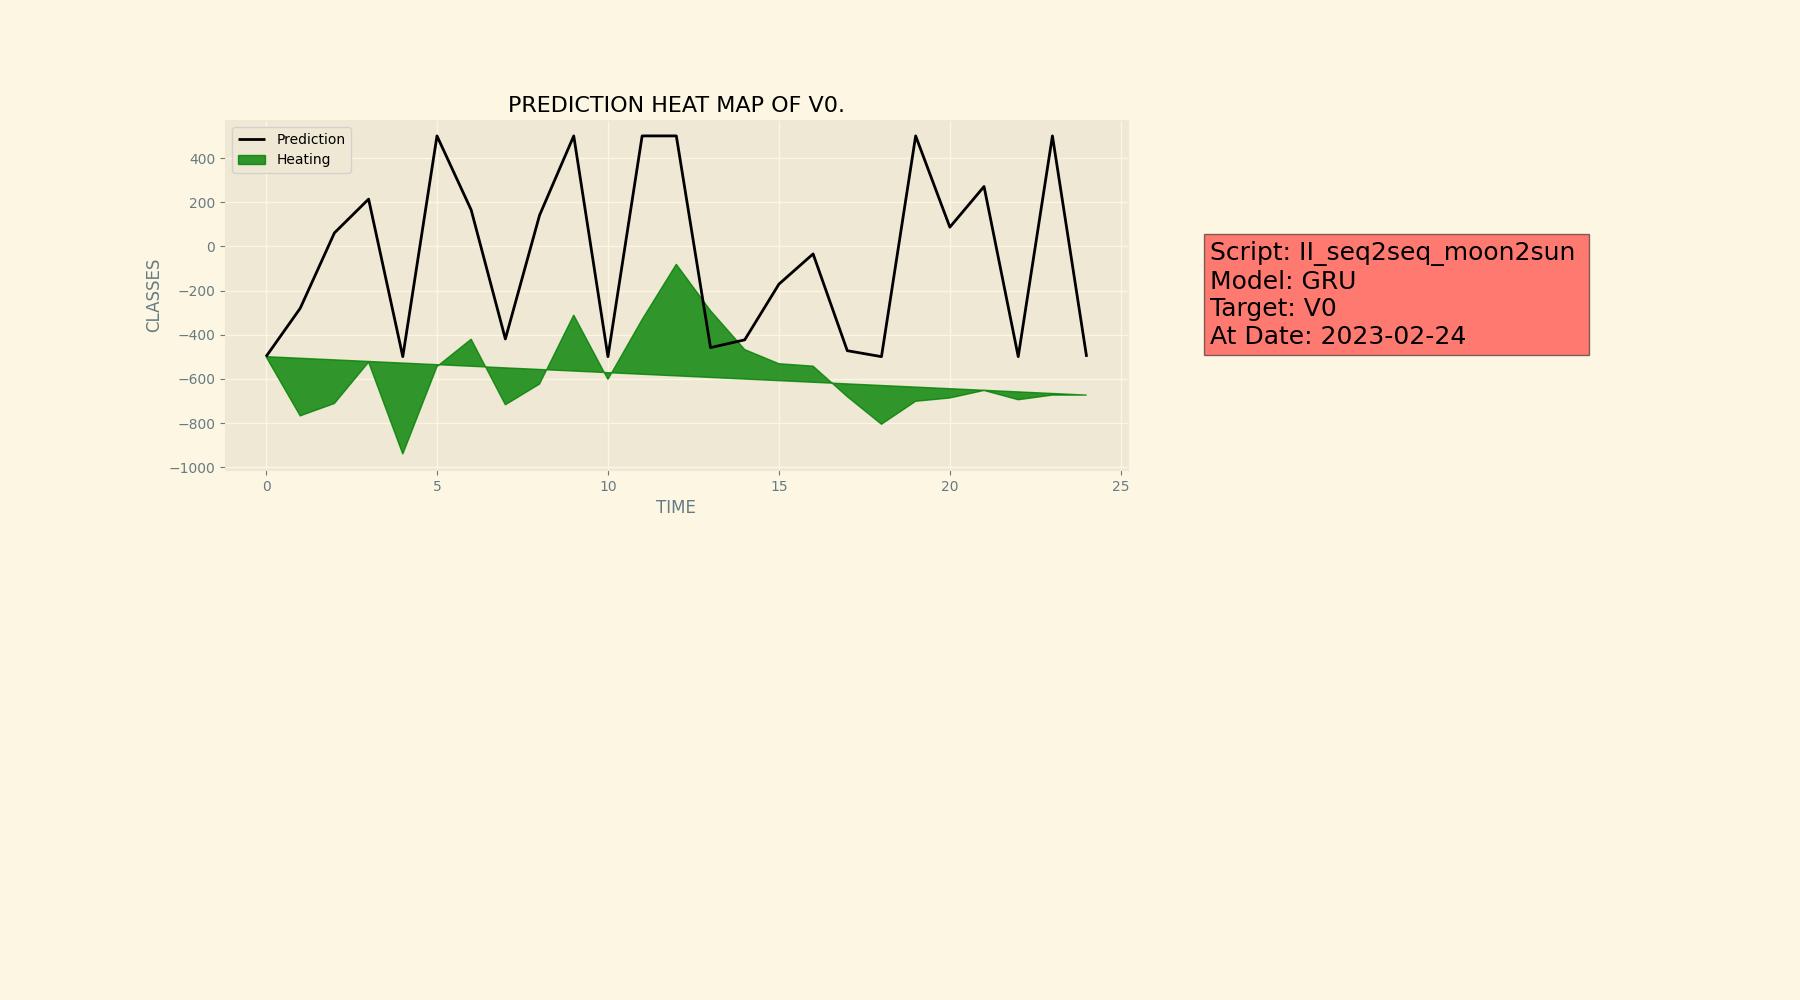 PREDICTION HEAT MAP OF V0.
Prediction
Heating
400
200
0
−200
−400
−600
−800
−1000
CLASSES
0 5 10 15 20 25
TIME
Script: II_seq2seq_moon2sun
Model: GRU
Target: V0
At Date: 2023-02-24